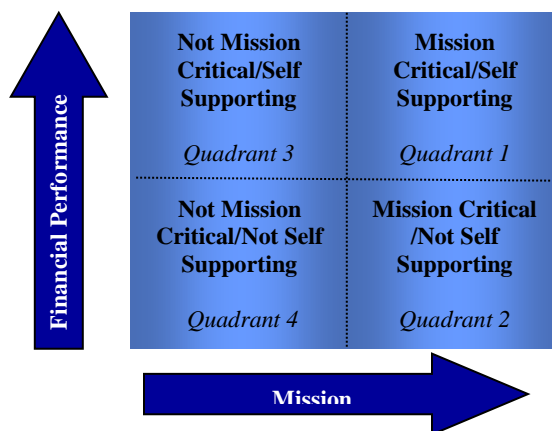 Financial Performance
Not Mission
Critical/Self
Supporting
Quadrant 3
Mission
Critical/Self
Supporting
Quadrant 1
Not Mission
Critical/Not Self
Supporting
Quadrant 4
Mission Critical
/Not Self
Supporting
Quadrant 2
Mission